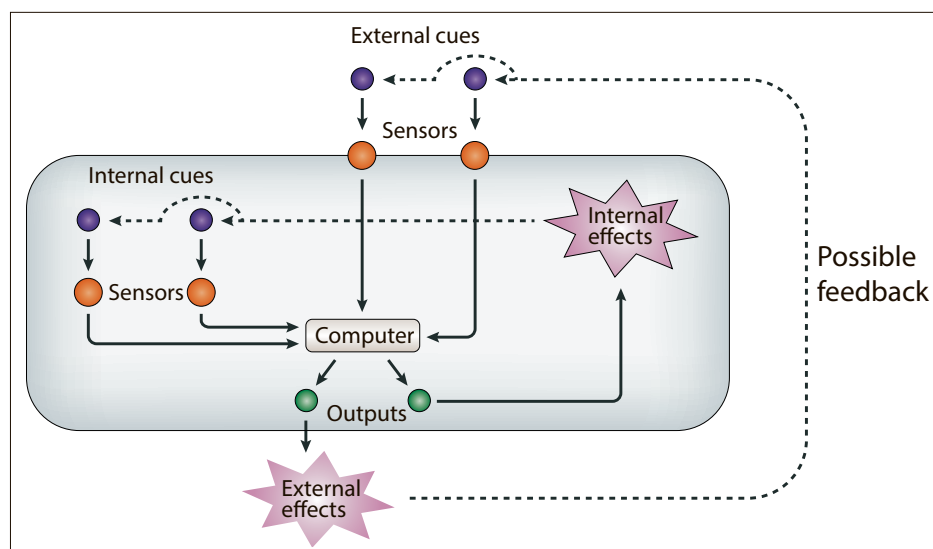 External cues
Sensors
Internal cues
Internal
effects
Sensors
Possible
feedback
Computer
Outputs
External
effects